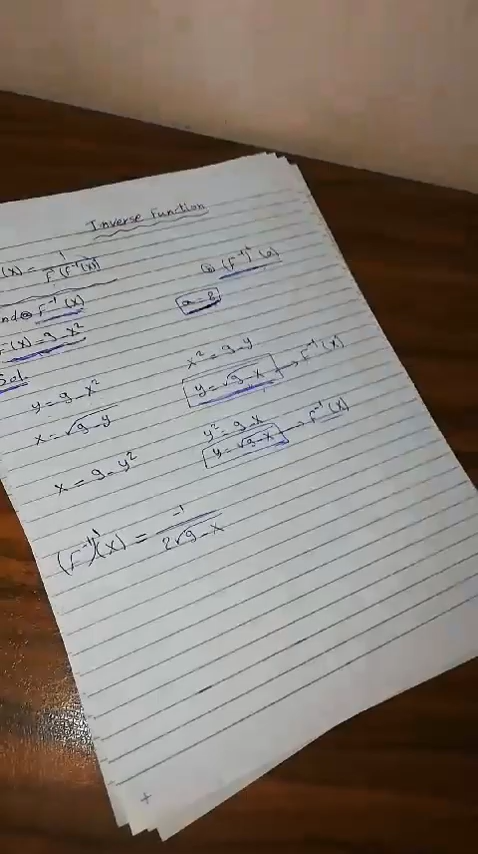 Inverse Function
(x) = 1 / F'(F⁻¹(x))
nd ⓐ F⁻¹(x) ⓑ (F⁻¹)'(a)
(x) = 9-x² a=8
Sol.
y = 9-x² x² = 9-y
x = √9-y y = √9-x → F⁻¹(x)
x = 9-y² y² = 9-x
y = √9-x → F⁻¹(x)
(F⁻¹)'(x) = -1 / 2√9-x